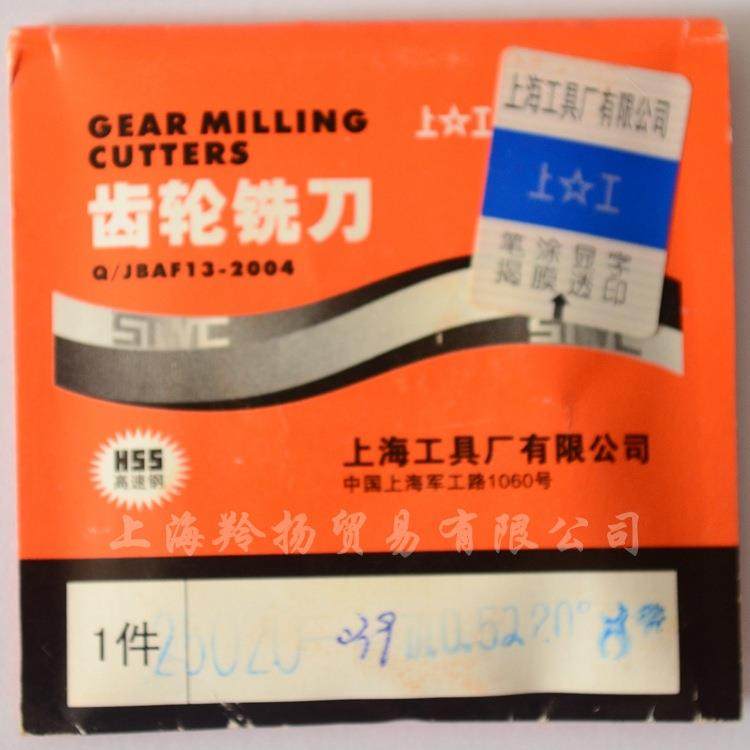 GEAR MILLING
CUTTERS
上☆工
齿轮铣刀
Q/JBAF13-2004
上海工具厂有限公司
上☆工
笔涂显字
揭膜透印
HSS
高速钢
上海工具厂有限公司
中国上海军工路1060号
上海羚扬贸易有限公司
1件